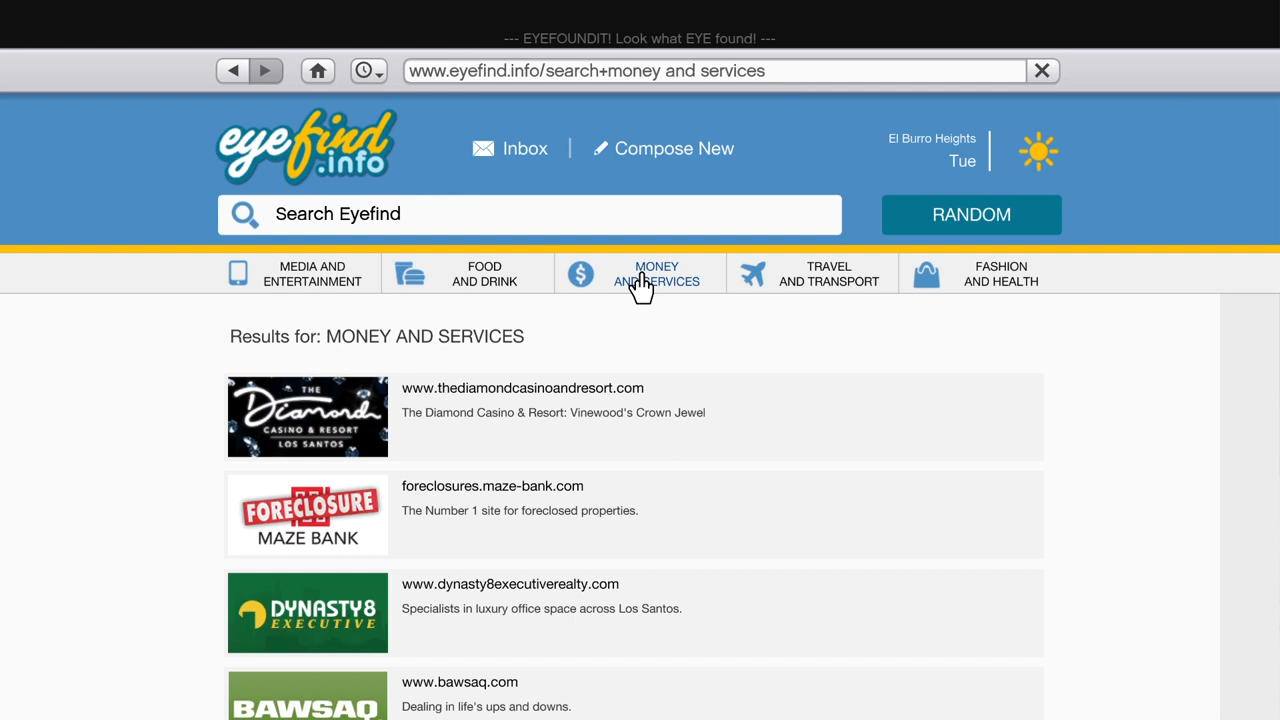 --- EYEFOUNDIT! Look what EYE found! ---
www.eyefind.info/search+money and services
eyefind
.info
Inbox
Compose New
El Burro Heights
Tue
Search Eyefind
RANDOM
MEDIA AND
ENTERTAINMENT
FOOD
AND DRINK
MONEY
AND SERVICES
TRAVEL
AND TRANSPORT
FASHION
AND HEALTH
Results for: MONEY AND SERVICES
THE
Diamond
CASINO & RESORT
LOS SANTOS
www.thediamondcasinoandresort.com
The Diamond Casino & Resort: Vinewood's Crown Jewel
FORECLOSURE
MAZE BANK
foreclosures.maze-bank.com
The Number 1 site for foreclosed properties.
DYNASTY8
EXECUTIVE
www.dynasty8executiverealty.com
Specialists in luxury office space across Los Santos.
BAWSAQ
www.bawsaq.com
Dealing in life's ups and downs.